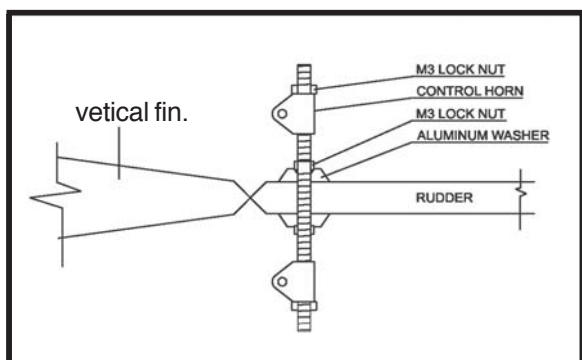 M3 LOCK NUT
CONTROL HORN
vetical fin.
M3 LOCK NUT
ALUMINUM WASHER
RUDDER